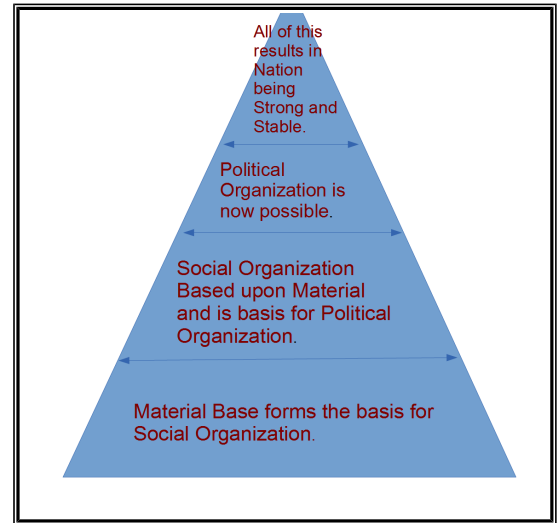 All of this
results in
Nation
being
Strong and
Stable.
Political
Organization is
now possible.
Social Organization
Based upon Material
and is basis for Political
Organization.
Material Base forms the basis for
Social Organization.